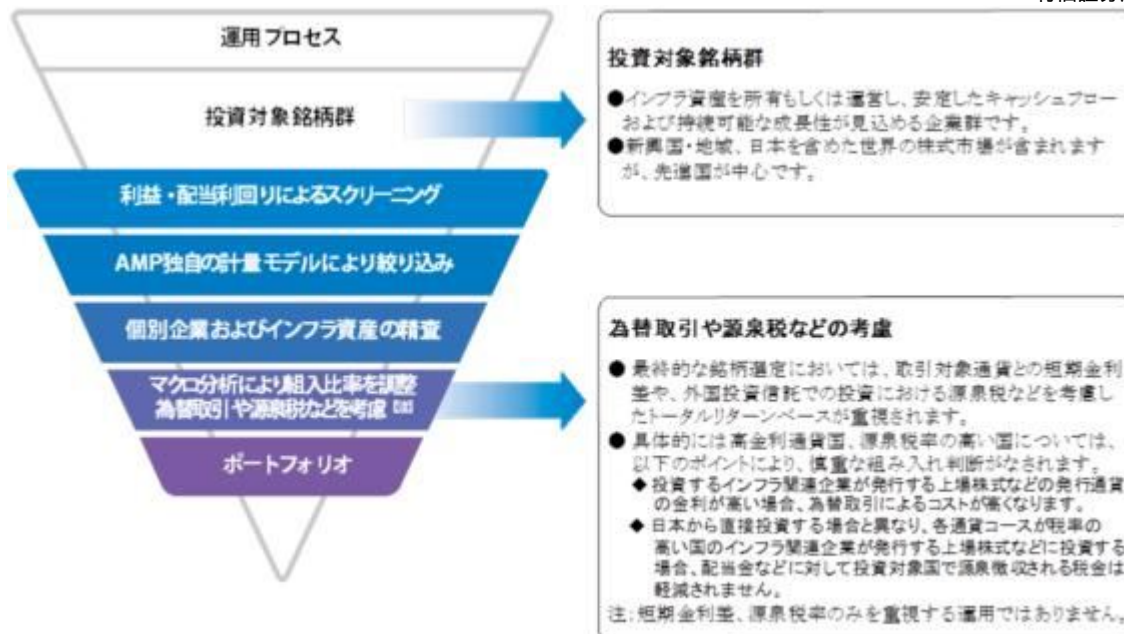 運用プロセス
投資対象銘柄群
利益・配当利回りによるスクリーニング
AMP独自の計量モデルにより絞り込み
個別企業およびインフラ資産の精査
マクロ分析により組入比率を調整
為替取引や源泉税などを考慮
ポートフォリオ
投資対象銘柄群
●インフラ資産を所有もしくは運営し、安定したキャッシュフロー
および持続可能な成長性が見込める企業群です。
●新興国・地域、日本を含めた世界の株式市場が含まれます
が、先進国が中心です。
為替取引や源泉税などの考慮
● 最終的な銘柄選定においては、取引対象通貨との短期金利
差や、外国投資信託での投資における源泉税などを考慮し
たトータルリターンベースが重視されます。
● 具体的には高金利通貨国、源泉税率の高い国については、
以下のポイントにより、慎重な組み入れ判断がなされます。
◆ 投資するインフラ関連企業が発行する上場株式などの発行通貨
の金利が高い場合、為替取引によるコストが高くなります。
◆ 日本から直接投資する場合と異なり、各通貨コースが税率の
高い国のインフラ関連企業が発行する上場株式などに投資する
場合、配当金などに対して投資対象国で源泉徴収される税金は
軽減されません。
注:短期金利差、源泉税率のみを重視する運用ではありません。